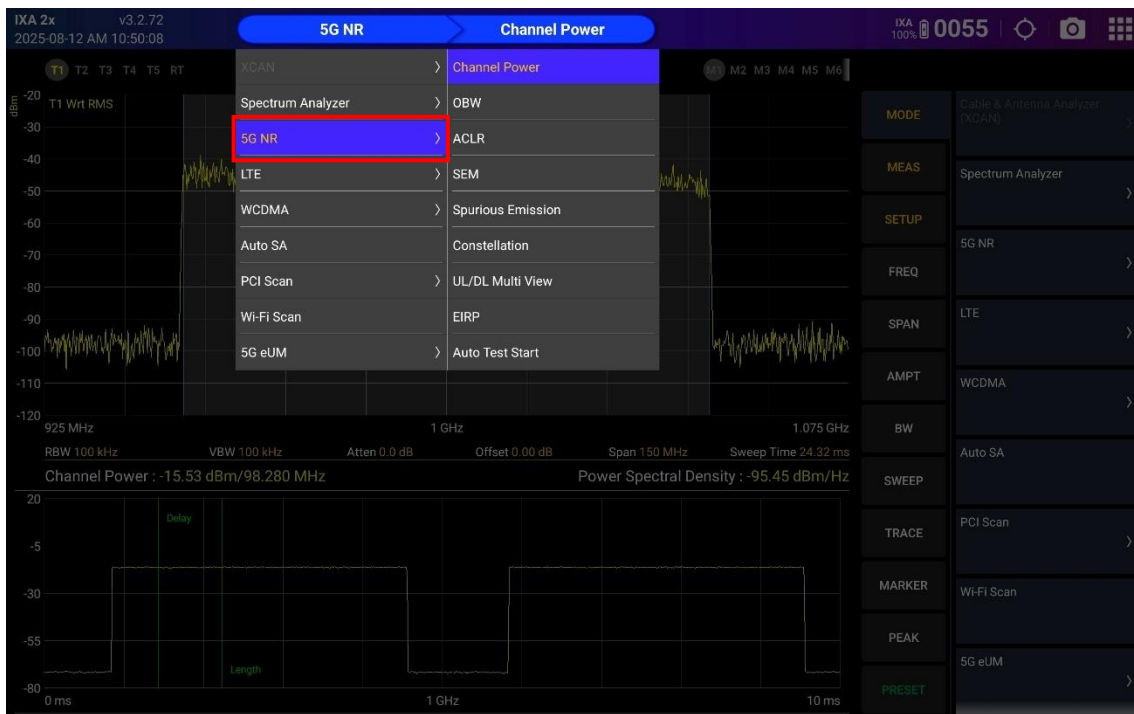 IXA 2x v3.2.72
2025-08-12 AM 10:50:08
5G NR
Channel Power
IXA
100%
0055
T1 T2 T3 T4 T5 RT
M1 M2 M3 M4 M5 M6
XCAN
Spectrum Analyzer
5G NR
LTE
WCDMA
Auto SA
PCI Scan
Wi-Fi Scan
5G eUM
Channel Power
OBW
ACLR
SEM
Spurious Emission
Constellation
UL/DL Multi View
EIRP
Auto Test Start
dBm
T1 Wrt RMS
-20
-30
-40
-50
-60
-70
-80
-90
-100
-110
-120
925 MHz 1 GHz 1.075 GHz
RBW 100 kHz VBW 100 kHz Atten 0.0 dB Offset 0.00 dB Span 150 MHz Sweep Time 24.32 ms
Channel Power : -15.53 dBm/98.280 MHz Power Spectral Density : -95.45 dBm/Hz
20
-5
-30
-55
-80
Delay
Length
0 ms 1 GHz 10 ms
MODE
MEAS
SETUP
FREQ
SPAN
AMPT
BW
SWEEP
TRACE
MARKER
PEAK
PRESET
Cable & Antenna Analyzer
(XCAN)
Spectrum Analyzer
5G NR
LTE
WCDMA
Auto SA
PCI Scan
Wi-Fi Scan
5G eUM